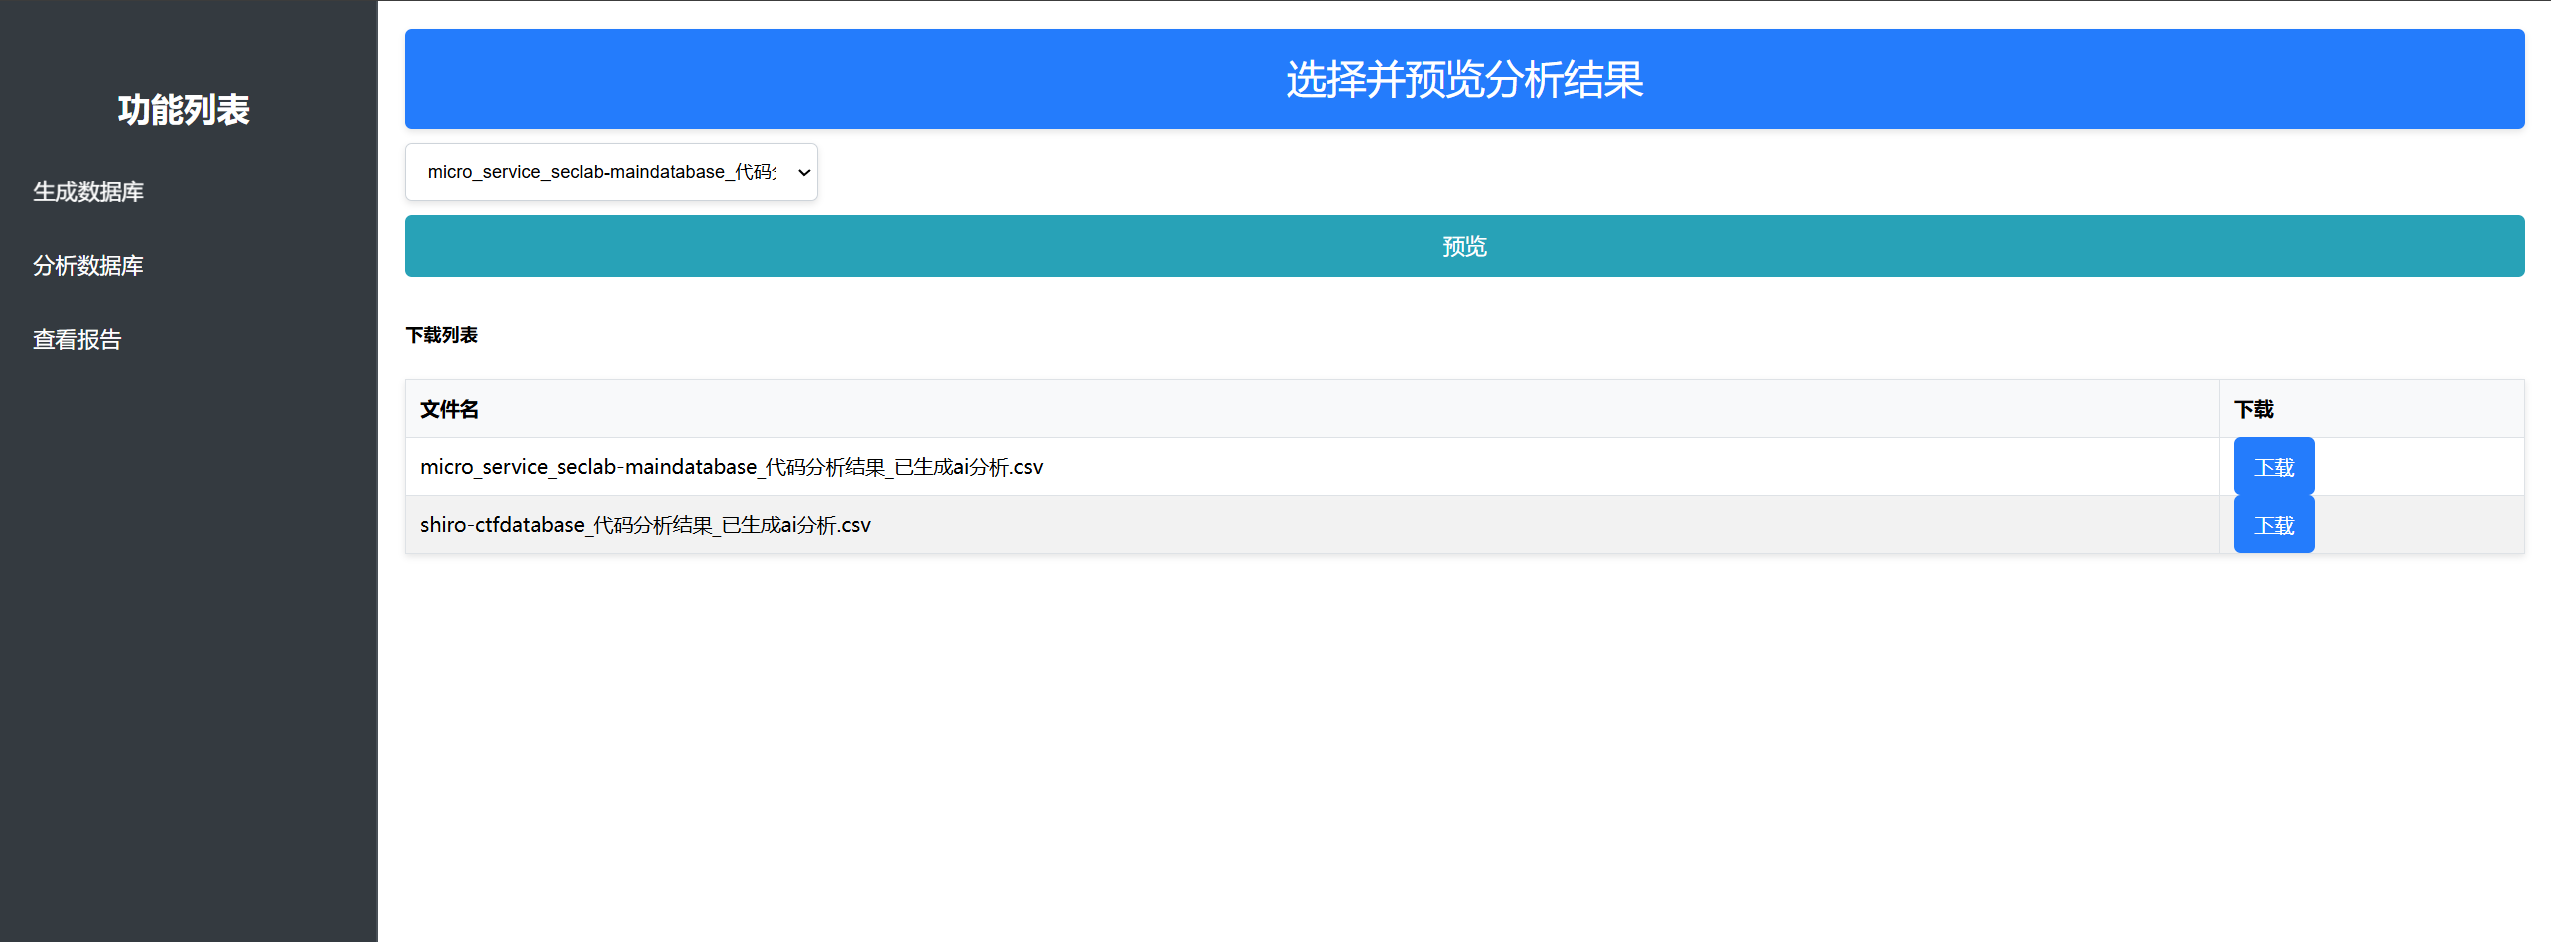 功能列表
生成数据库
分析数据库
查看报告
选择并预览分析结果
micro_service_seclab-maindatabase_代码
预览
下载列表
文件名 下载
micro_service_seclab-maindatabase_代码分析结果_已生成ai分析.csv 下载
shiro-ctfdatabase_代码分析结果_已生成ai分析.csv 下载